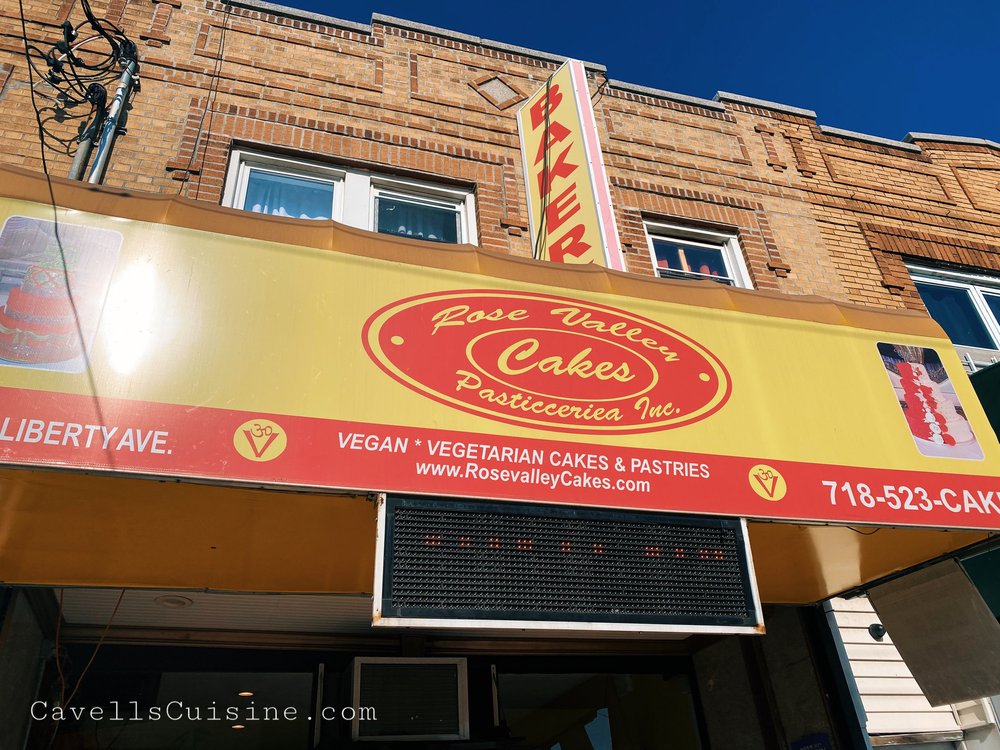 BAKER
Rose Valley
Cakes
Pasticceriea Inc.
LIBERTY AVE.
VEGAN * VEGETARIAN CAKES & PASTRIES
www.RosevalleyCakes.com
718-523-CAK
CavellsCuisine.com